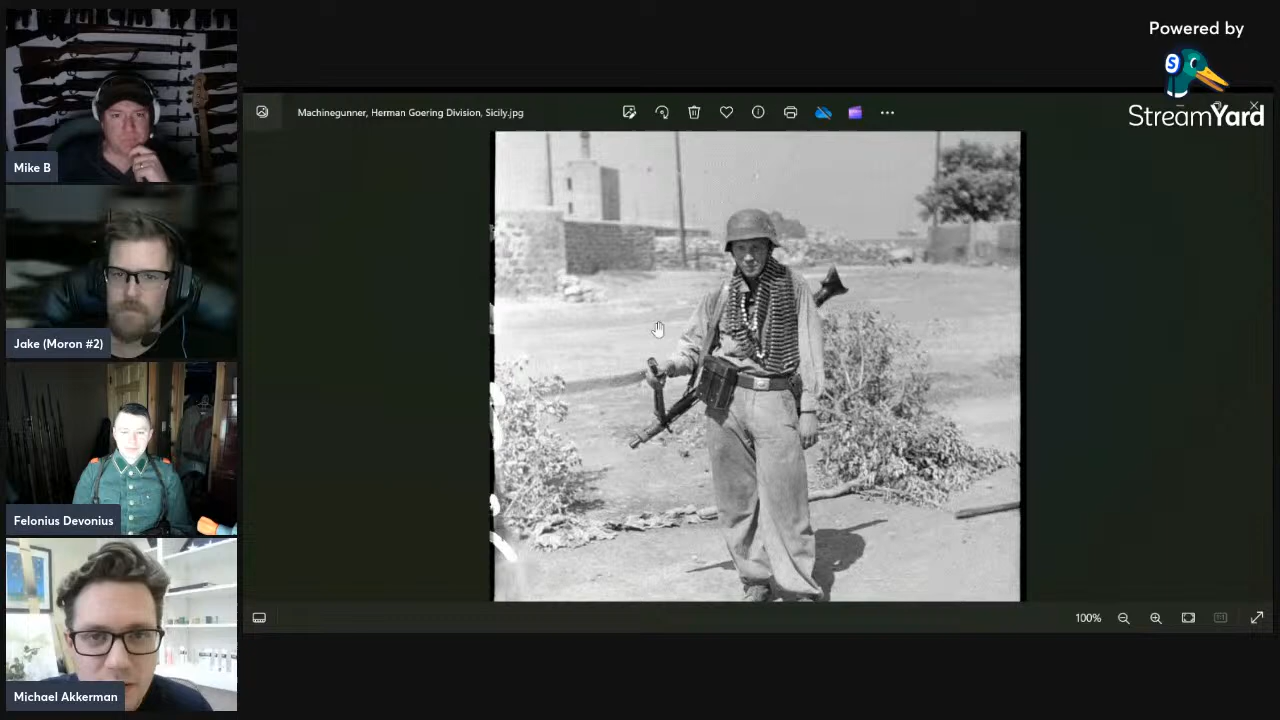 Powered by
S
StreamYard
Machinegunner, Herman Goering Division, Sicily.jpg
Mike B
Jake (Moron #2)
Felonius Devonius
Michael Akkerman
100%